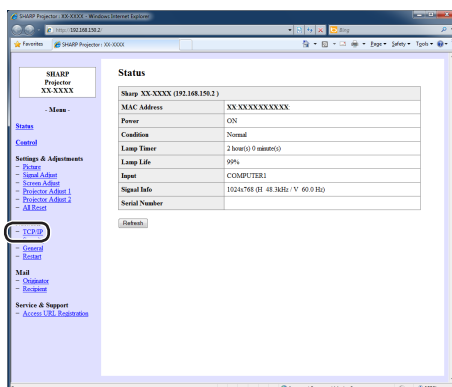 SHARP Projector : XX-XXXX - Windows Internet Explorer
http://192.168.150.2/
Bing
Favorites
SHARP Projector : XX-XXXX
Page
Safety
Tools
SHARP
Projector
XX-XXXX
- Menu -
Status
Control
Settings & Adjustments
– Picture
– Signal Adjust
– Screen Adjust
– Projector Adjust 1
– Projector Adjust 2
– All Reset
– TCP/IP
– General
– Restart
Mail
– Originator
– Recipient
Service & Support
– Access URL Registration
Status
Sharp XX-XXXX (192.168.150.2 )
MAC Address XX XX XXXXXXXX
Power ON
Condition Normal
Lamp Timer 2 hour(s) 0 minute(s)
Lamp Life 99%
Input COMPUTER1
Signal Info 1024x768 (H 48.3kHz / V 60.0 Hz)
Serial Number
Refresh